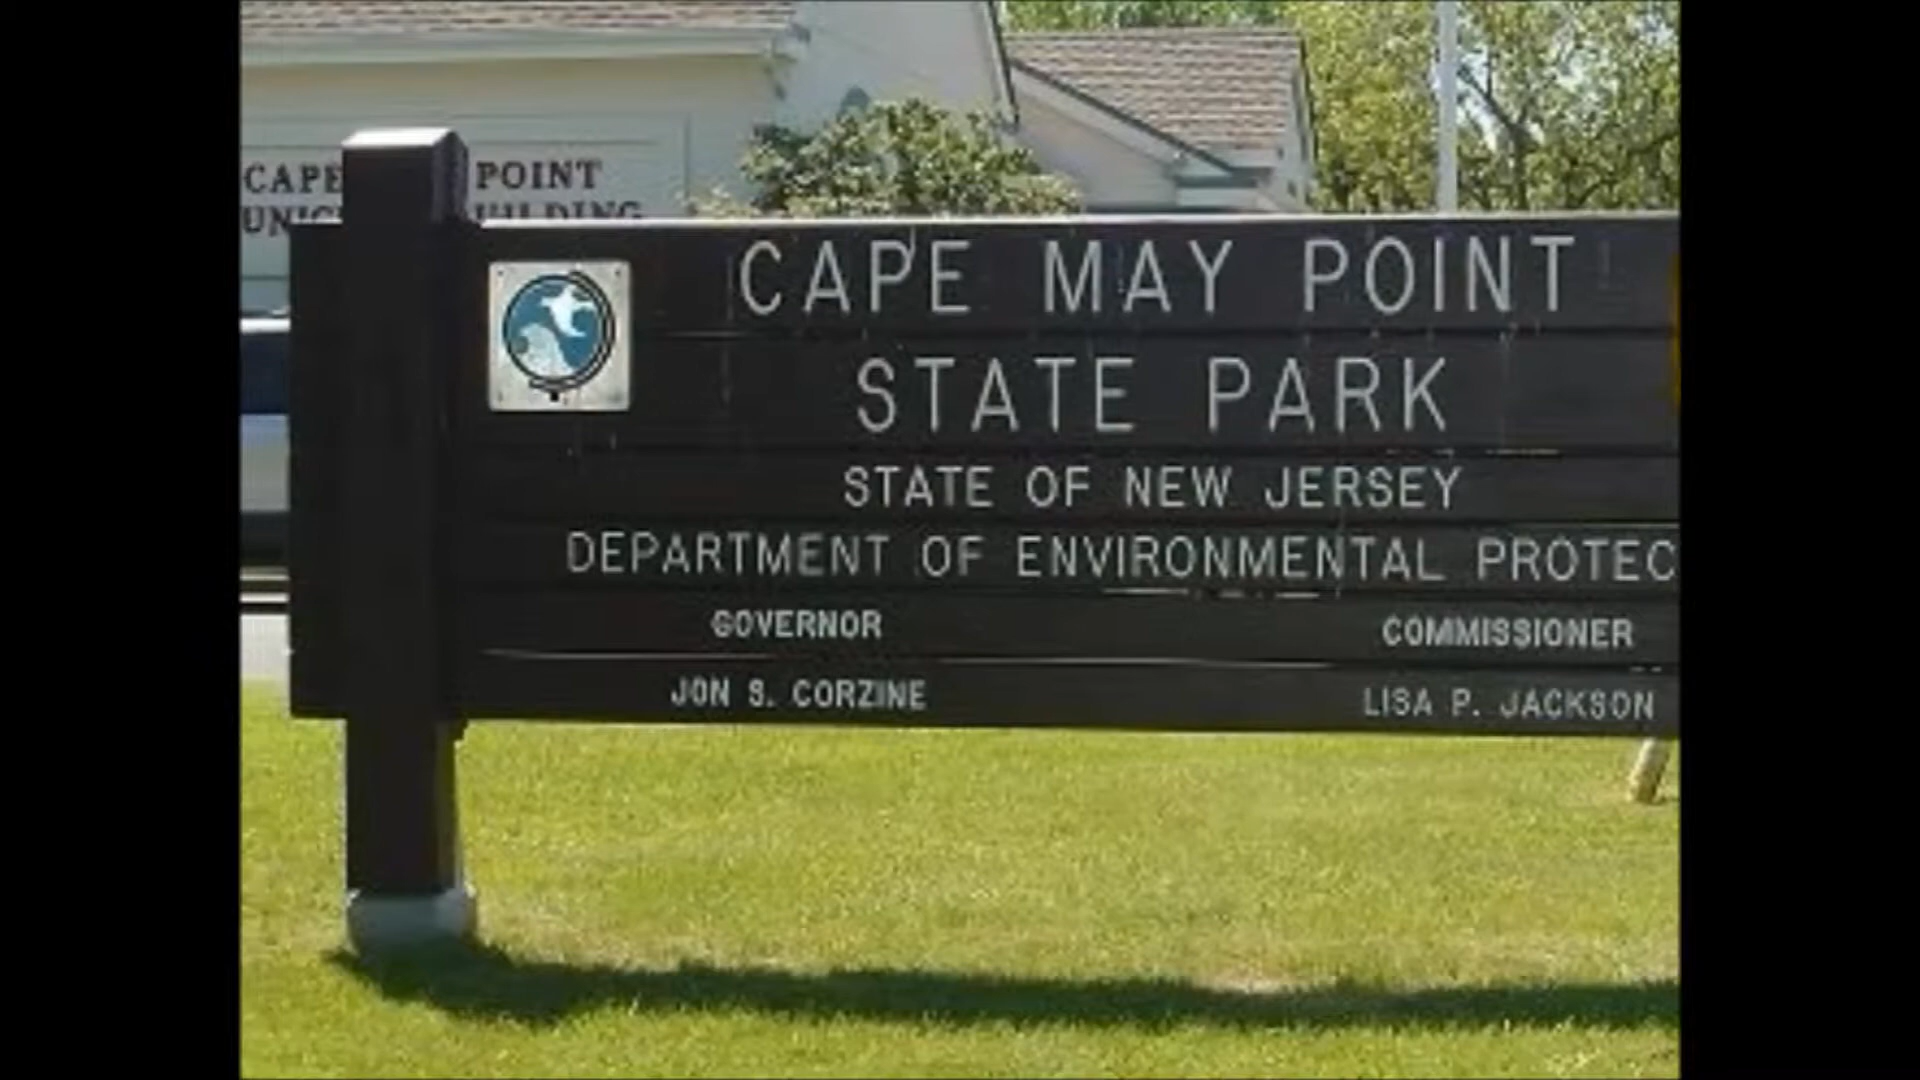 CAPE POINT
CAPE MAY POINT
STATE PARK
STATE OF NEW JERSEY
DEPARTMENT OF ENVIRONMENTAL PROTEC
GOVERNOR COMMISSIONER
JON S. CORZINE LISA P. JACKSON